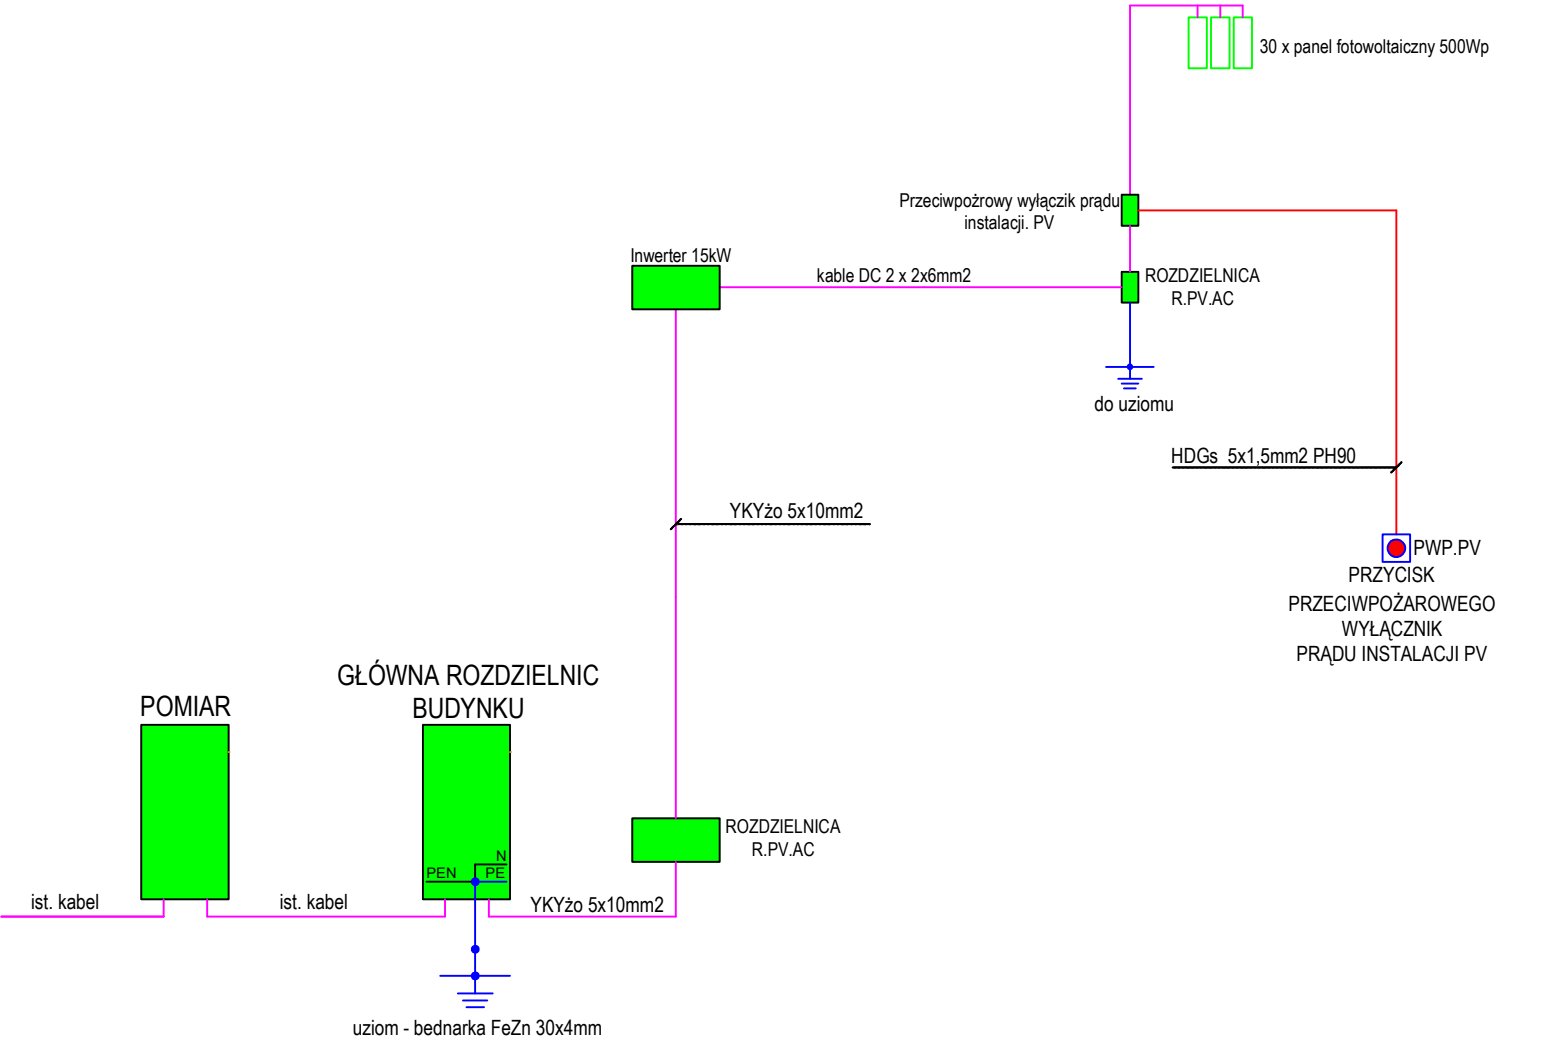 30 x panel fotowoltaiczny 500Wp
Przeciwpożrowy wyłączik prądu
instalacji. PV
Inwerter 15kW
kable DC 2 x 2x6mm2
ROZDZIELNICA
R.PV.AC
do uziomu
HDGs 5x1,5mm2 PH90
YKYżo 5x10mm2
PWP.PV
PRZYCISK
PRZECIWPOŻAROWEGO
WYŁĄCZNIK
PRĄDU INSTALACJI PV
GŁÓWNA ROZDZIELNIC
BUDYNKU
POMIAR
ROZDZIELNICA
R.PV.AC
N
PEN PE
ist. kabel
ist. kabel
YKYżo 5x10mm2
uziom - bednarka FeZn 30x4mm